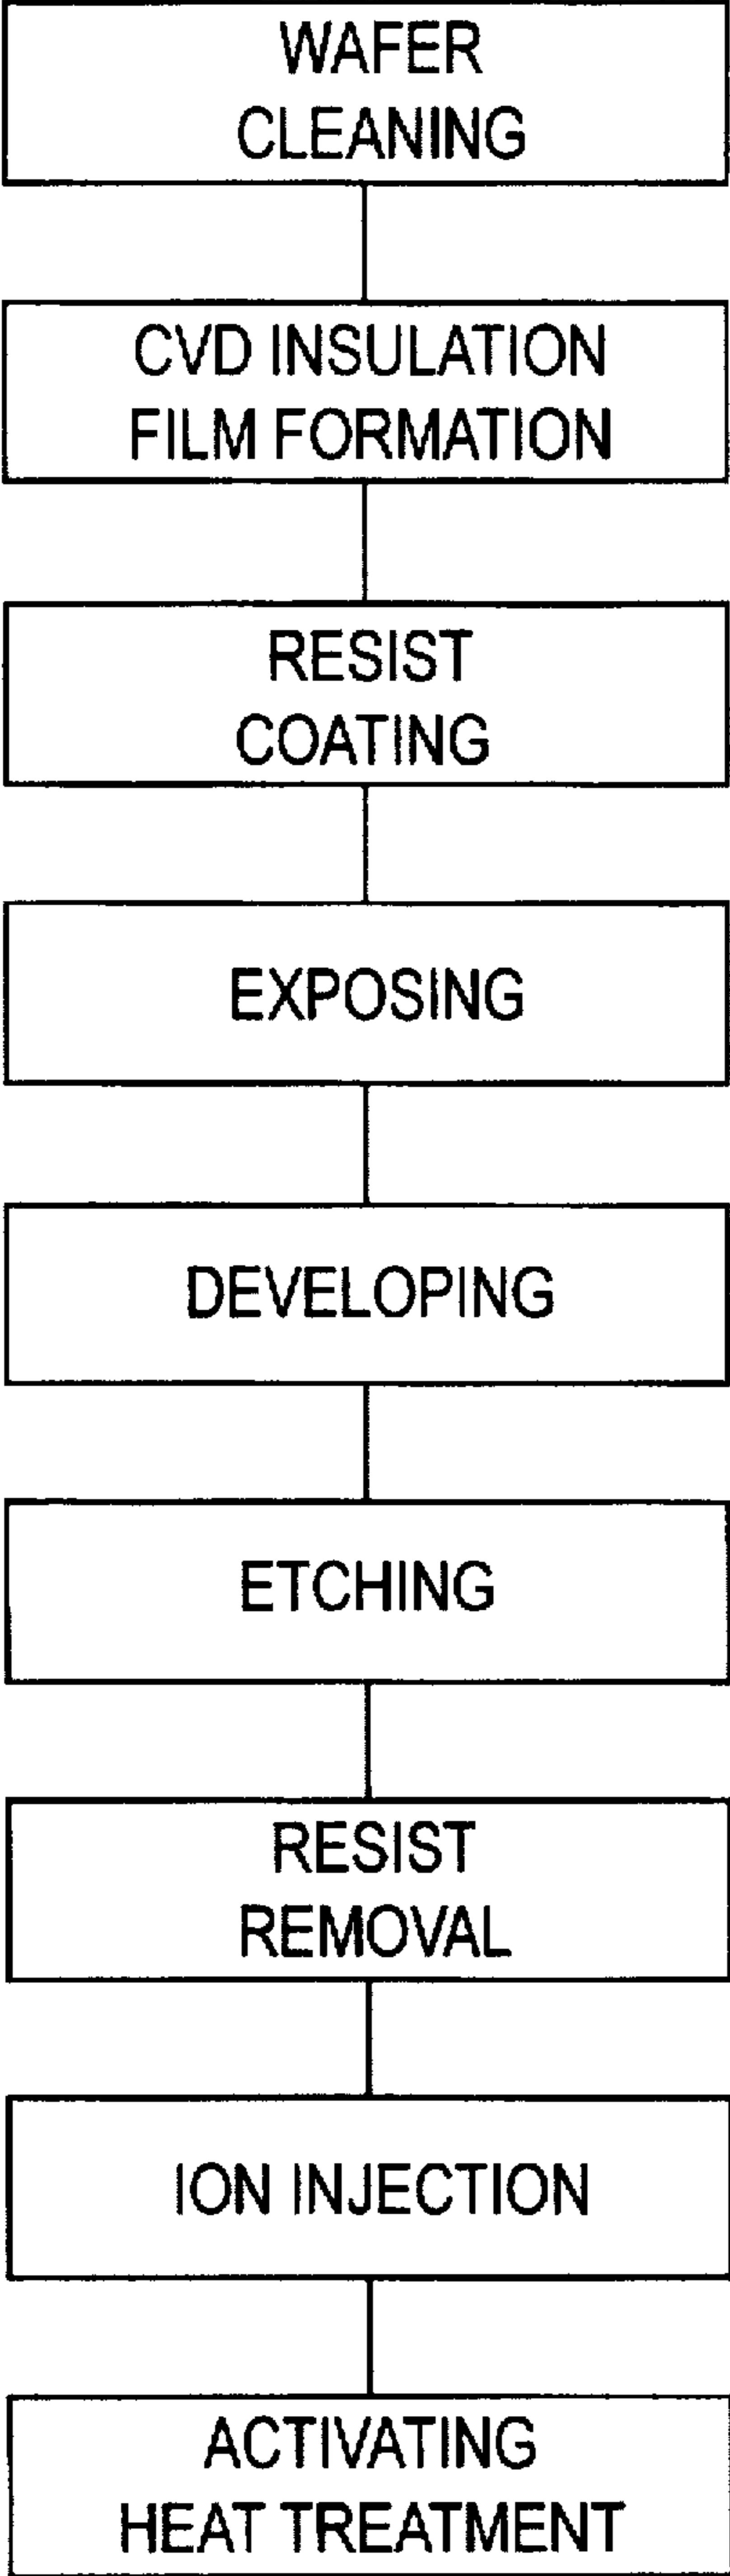 WAFER
CLEANING
CVD INSULATION
FILM FORMATION
RESIST
COATING
EXPOSING
DEVELOPING
ETCHING
RESIST
REMOVAL
ION INJECTION
ACTIVATING
HEAT TREATMENT